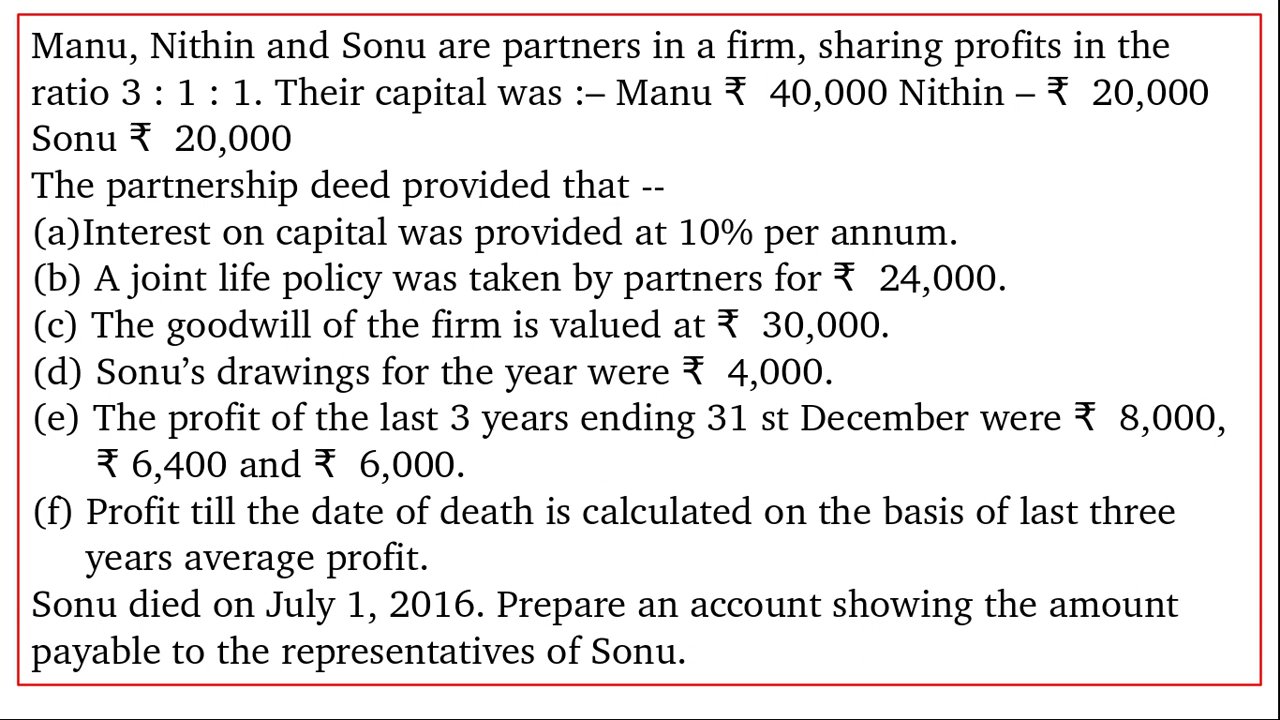 Manu, Nithin and Sonu are partners in a firm, sharing profits in the
ratio 3 : 1 : 1. Their capital was :– Manu ₹ 40,000 Nithin – ₹ 20,000
Sonu ₹ 20,000
The partnership deed provided that --
(a)Interest on capital was provided at 10% per annum.
(b) A joint life policy was taken by partners for ₹ 24,000.
(c) The goodwill of the firm is valued at ₹ 30,000.
(d) Sonu’s drawings for the year were ₹ 4,000.
(e) The profit of the last 3 years ending 31 st December were ₹ 8,000,
₹ 6,400 and ₹ 6,000.
(f) Profit till the date of death is calculated on the basis of last three
years average profit.
Sonu died on July 1, 2016. Prepare an account showing the amount
payable to the representatives of Sonu.